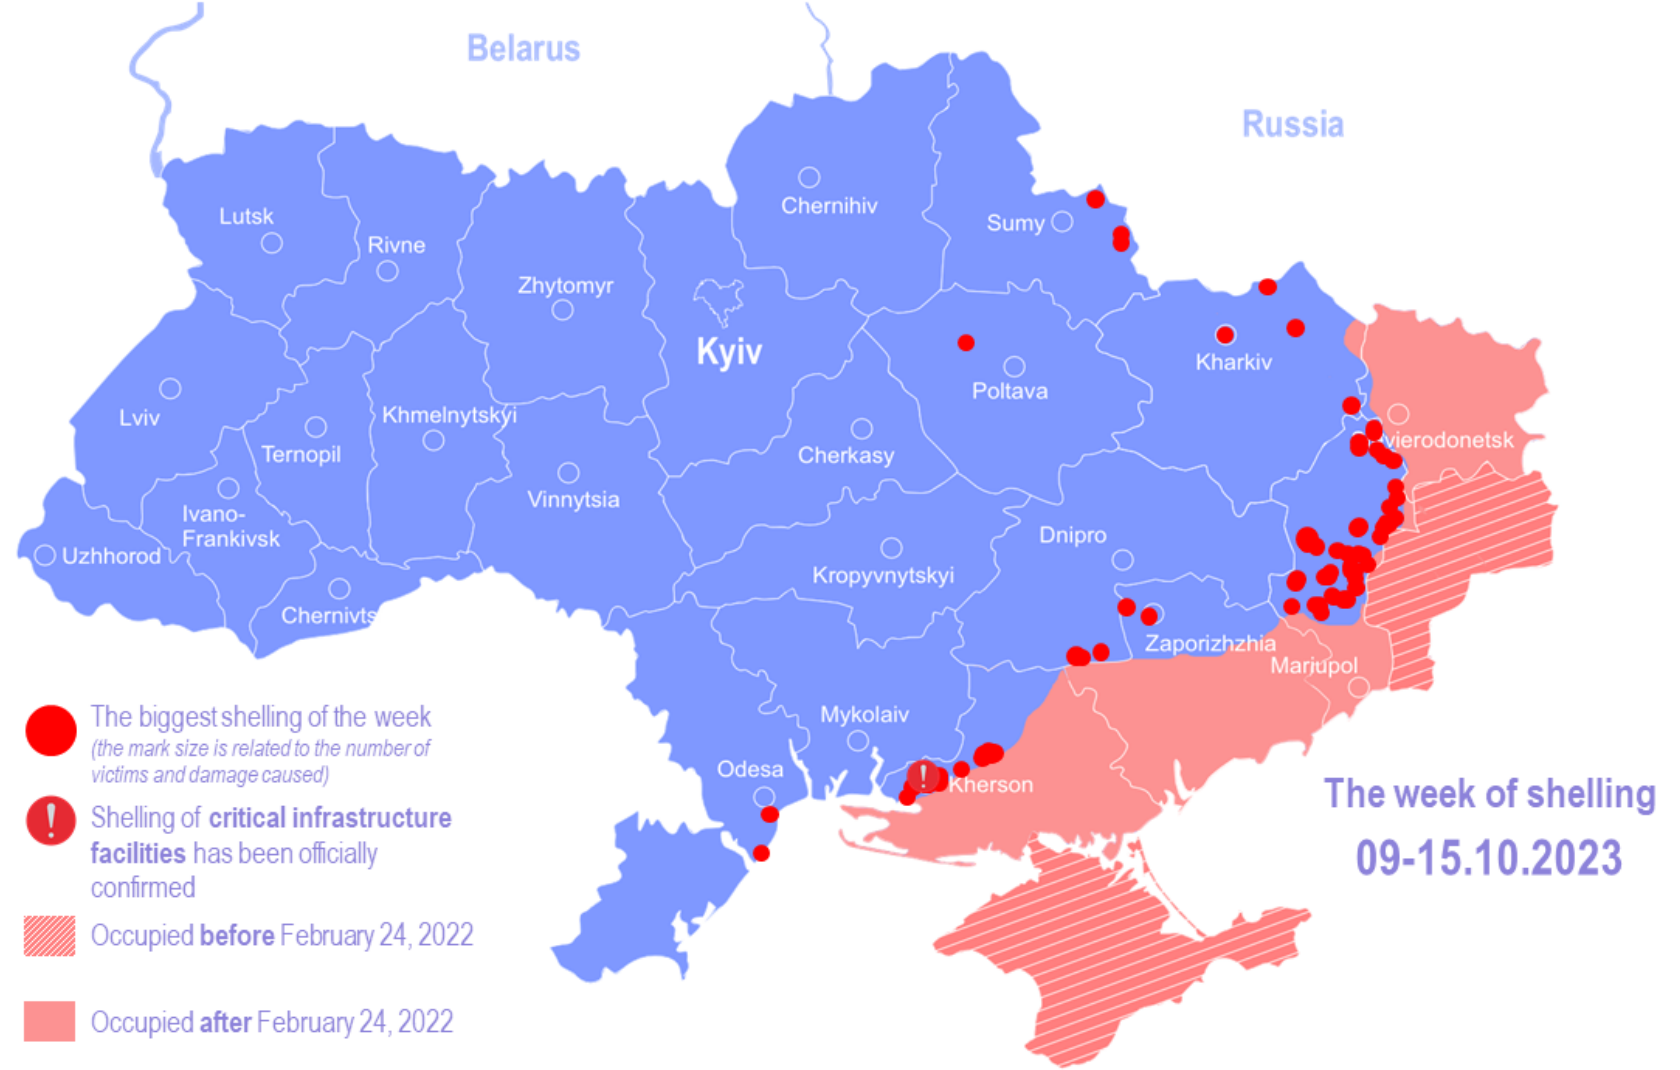 Belarus
Russia
Chernihiv
Lutsk
Sumy
Rivne
Zhytomyr
Kyiv
Kharkiv
Poltava
Lviv
Khmelnytskyi
Ternopil
Cherkasy
vierodonetsk
Vinnytsia
Ivano-
Frankivsk
Uzhhorod
Dnipro
Kropyvnytskyi
Chernivts
Zaporizhzhia
Mariupol
Mykolaiv
Odesa
Kherson
The biggest shelling of the week
(the mark size is related to the number of
victims and damage caused)
!
Shelling of critical infrastructure
facilities has been officially
confirmed
Occupied before February 24, 2022
Occupied after February 24, 2022
The week of shelling
09-15.10.2023
!